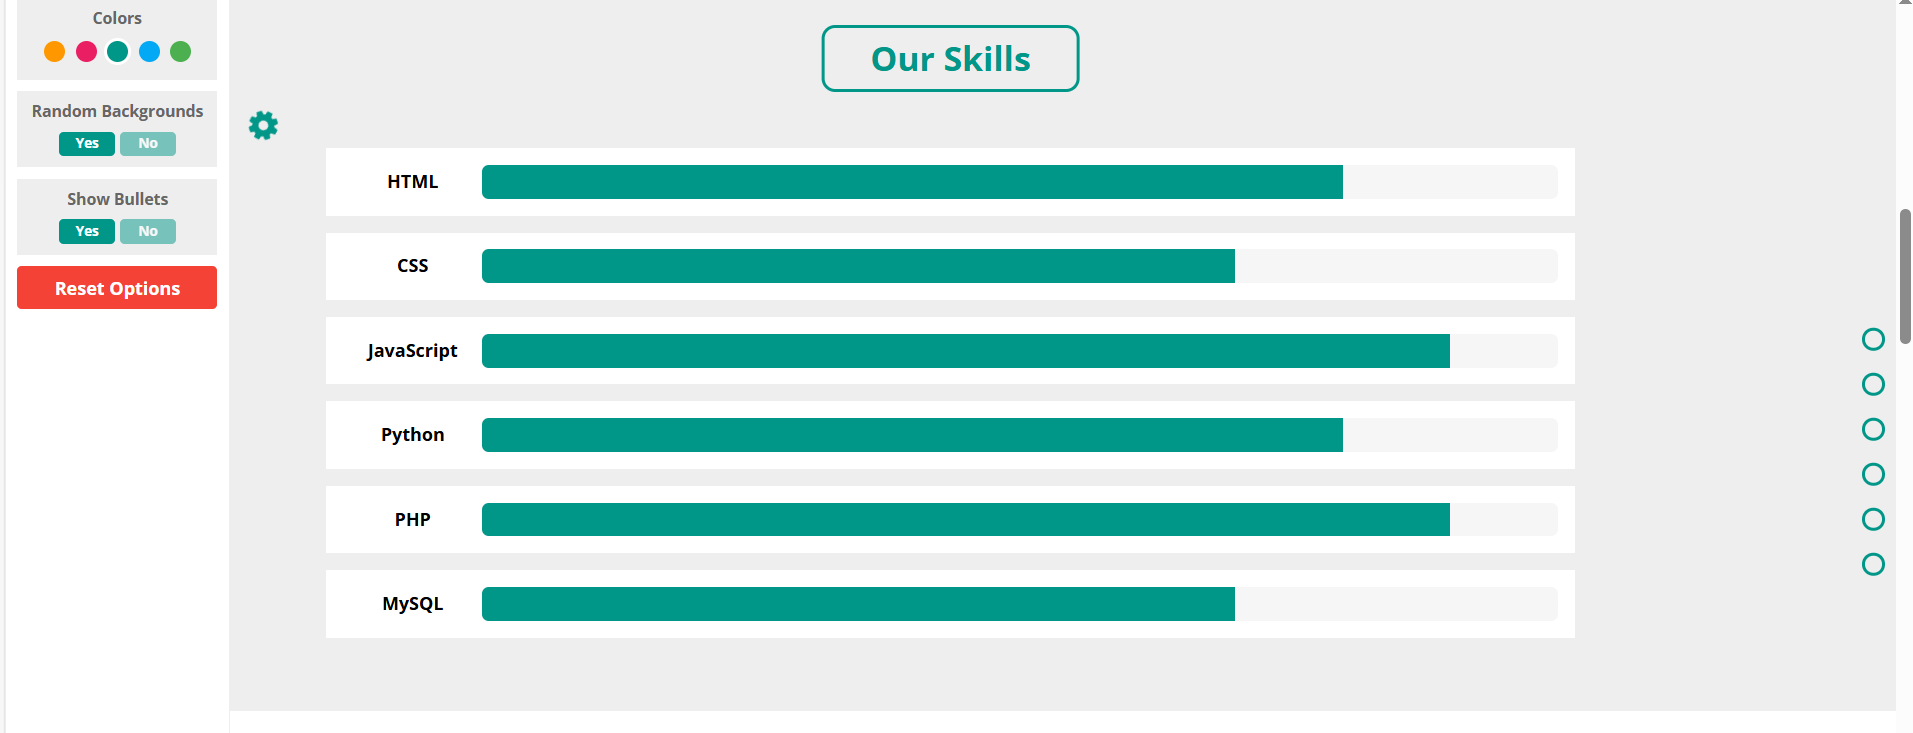 Colors
Random Backgrounds
Yes No
Show Bullets
Yes No
Reset Options
Our Skills
HTML
CSS
JavaScript
Python
PHP
MySQL